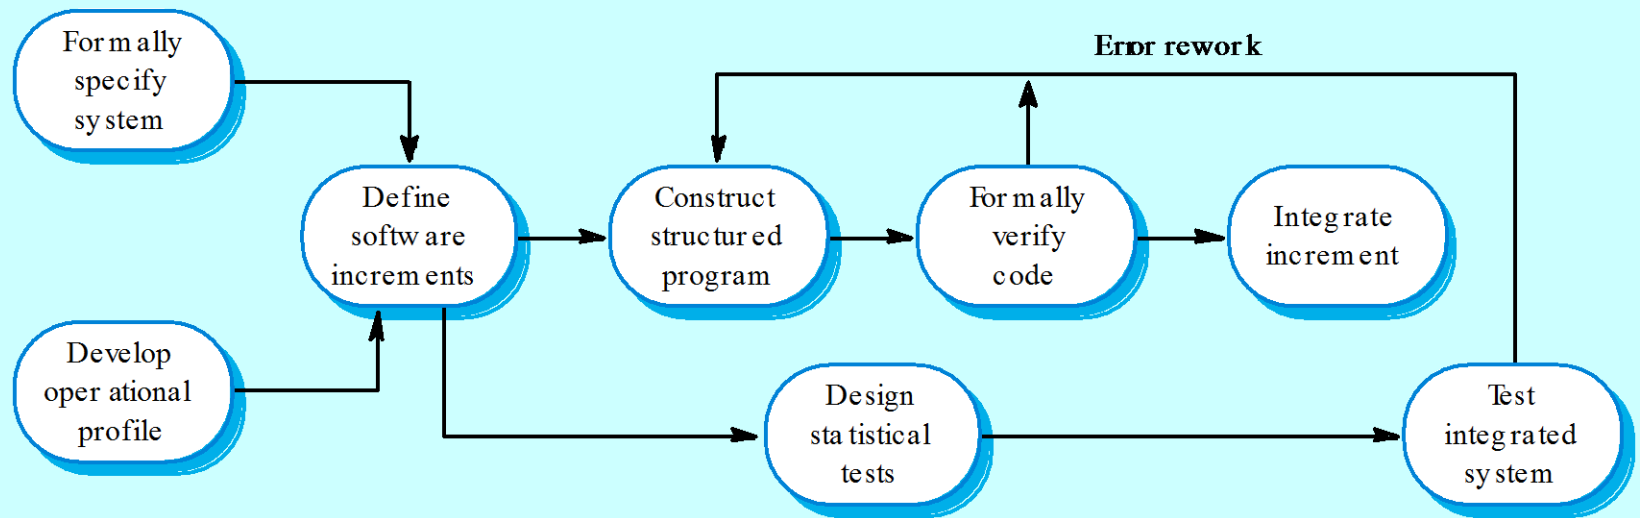 Formally
specify
system
Error rework
Define
software
increments
Construct
structured
program
Formally
verify
code
Integrate
increment
Develop
operational
profile
Design
statistical
tests
Test
integrated
system